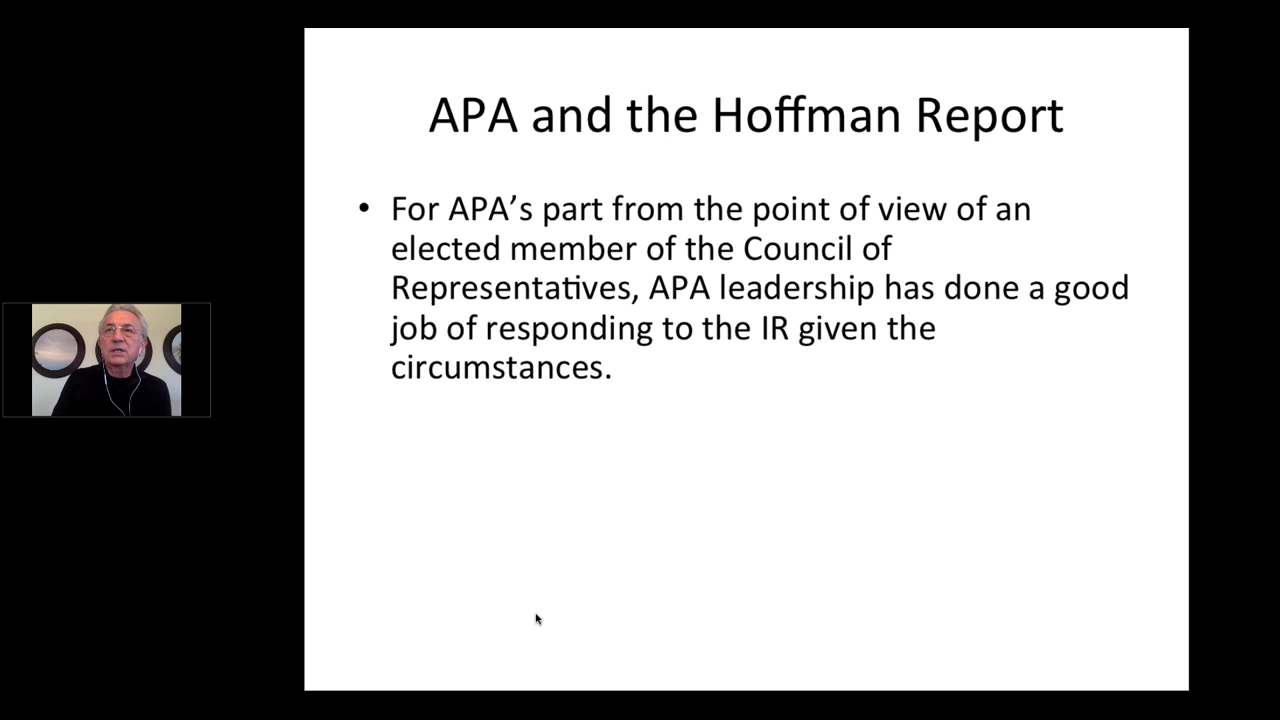 APA and the Hoffman Report
• For APA’s part from the point of view of an
elected member of the Council of
Representatives, APA leadership has done a good
job of responding to the IR given the
circumstances.